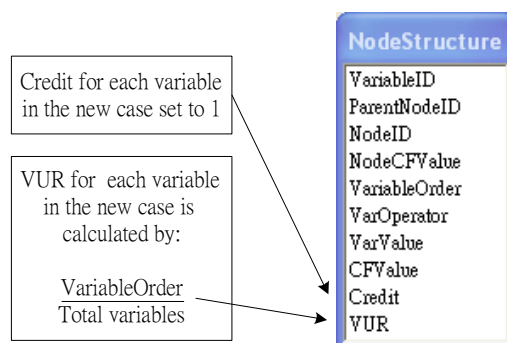 Credit for each variable
in the new case set to 1
VUR for each variable
in the new case is
calculated by:
VariableOrder
Total variables
NodeStructure
VariableID
ParentNodeID
NodeID
NodeCFValue
VariableOrder
VarOperator
VarValue
CFValue
Credit
VUR